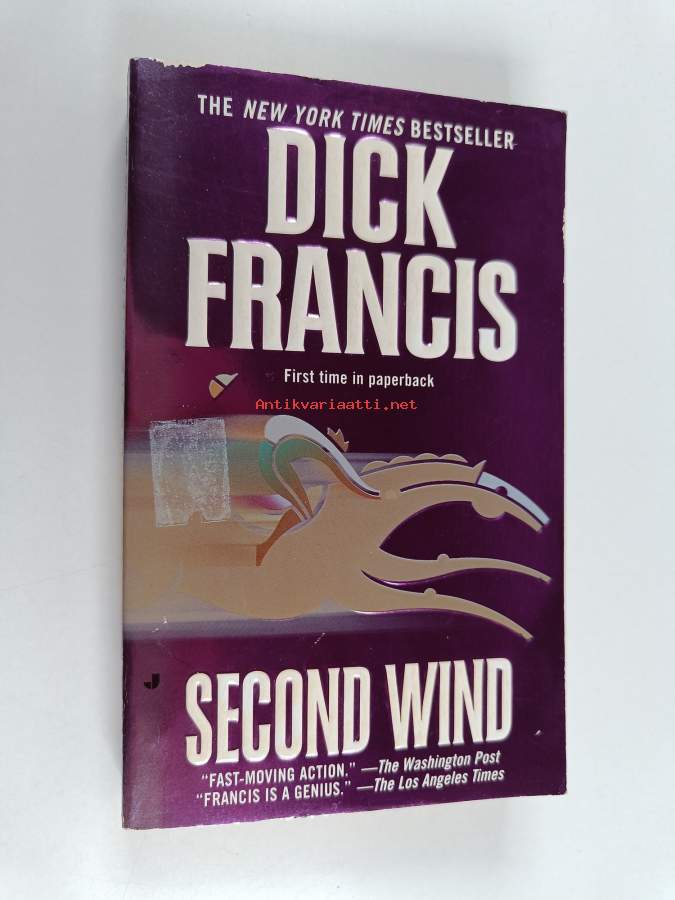 THE NEW YORK TIMES BESTSELLER
DICK
FRANCIS
First time in paperback
Antikvariaatti.net
J
SECOND WIND
"FAST-MOVING ACTION." —The Washington Post
"FRANCIS IS A GENIUS." —The Los Angeles Times